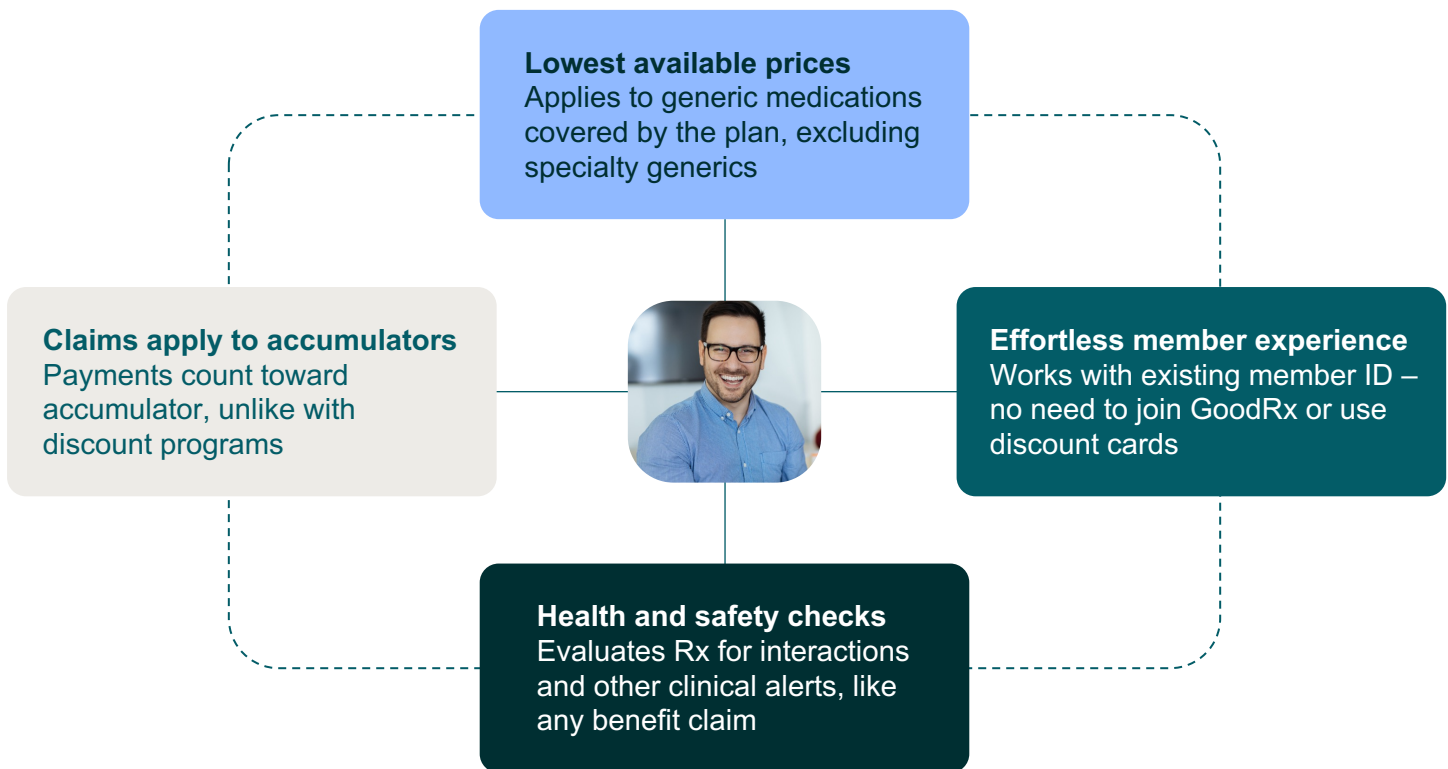 Lowest available prices
Applies to generic medications
covered by the plan, excluding
specialty generics
Claims apply to accumulators
Payments count toward
accumulator, unlike with
discount programs
Effortless member experience
Works with existing member ID –
no need to join GoodRx or use
discount cards
Health and safety checks
Evaluates Rx for interactions
and other clinical alerts, like
any benefit claim